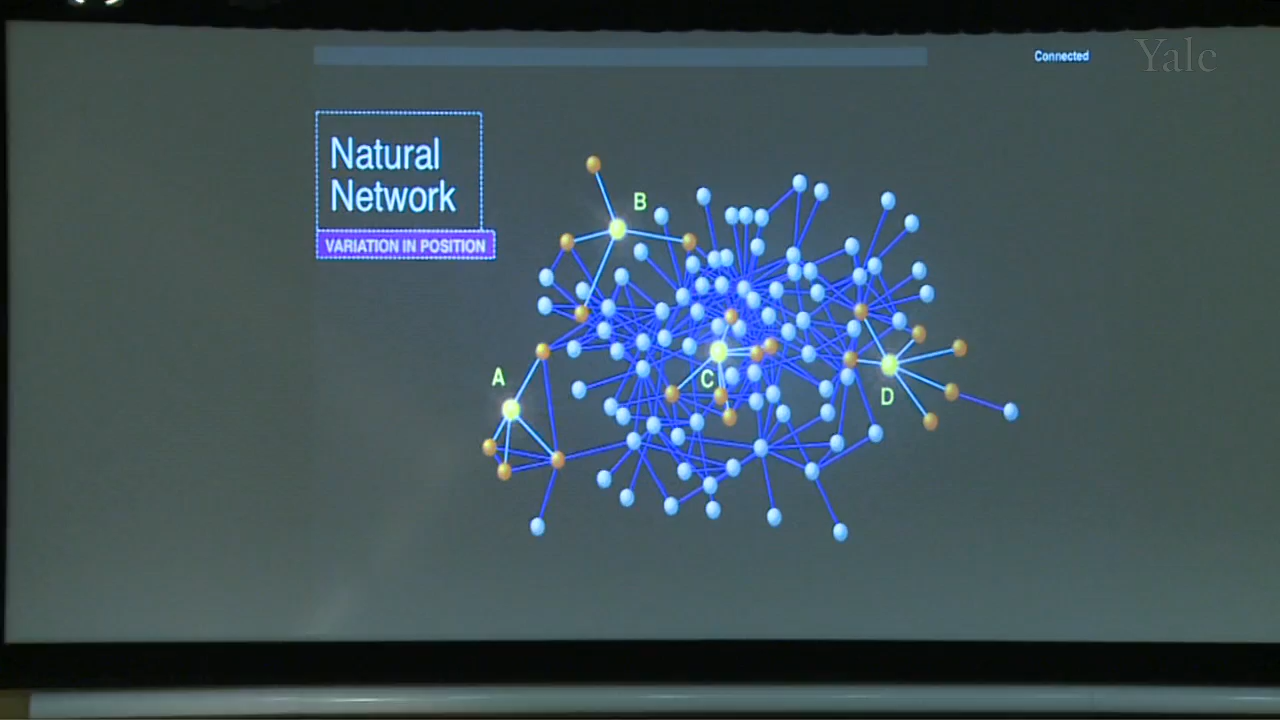 Connected
Yale
Natural
Network
VARIATION IN POSITION
B
A
C
D